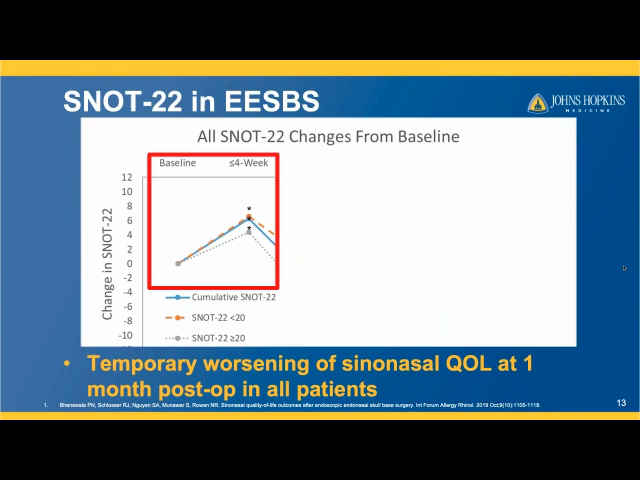 SNOT-22 in EESBS
JOHNS HOPKINS
MEDICINE
All SNOT-22 Changes From Baseline
Baseline ≤4-Week
12
10
8
6
4
2
0
-2
-4
-6
-8
-10
Change in SNOT-22
*
*
*
Cumulative SNOT-22
SNOT-22 <20
SNOT-22 ≥20
• Temporary worsening of sinonasal QOL at 1
month post-op in all patients
1. Bhenswala PN, Schlosser RJ, Nguyen SA, Munawar S, Rowan NR. Sinonasal quality-of-life outcomes after endoscopic endonasal skull base surgery. Int Forum Allergy Rhinol. 2019 Oct;9(10):1105-1118.
13